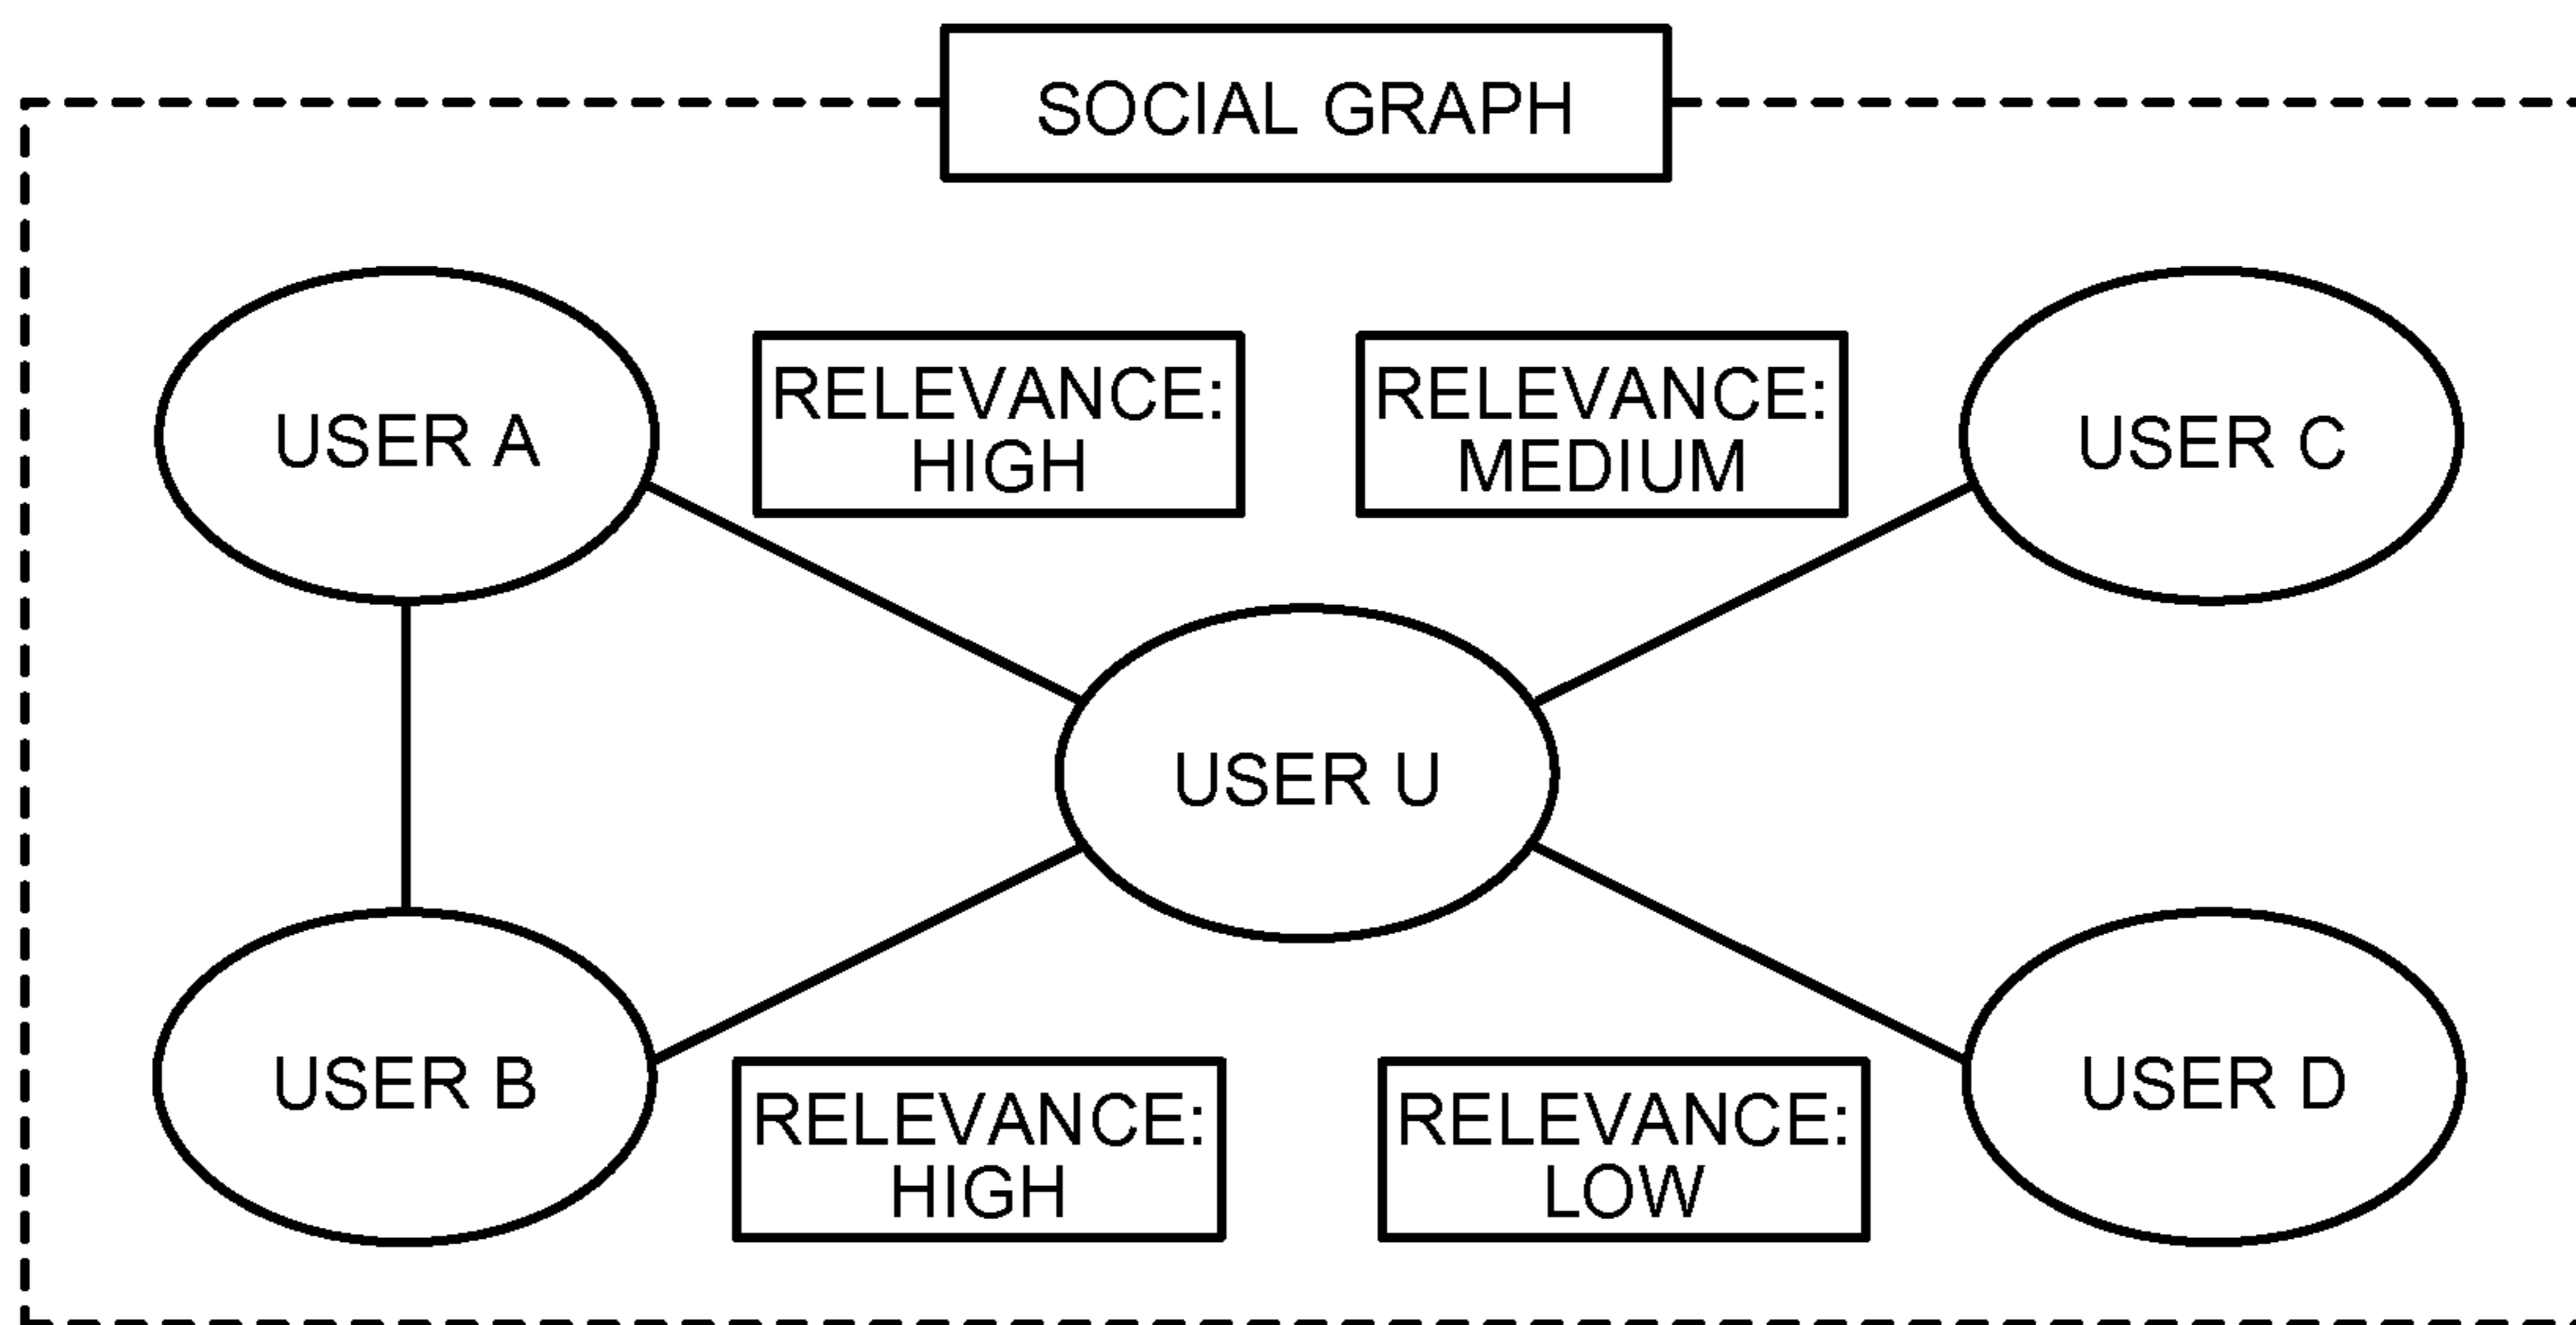 SOCIAL GRAPH
USER A
RELEVANCE:
HIGH
RELEVANCE:
MEDIUM
USER C
USER U
USER B
RELEVANCE:
HIGH
RELEVANCE:
LOW
USER D